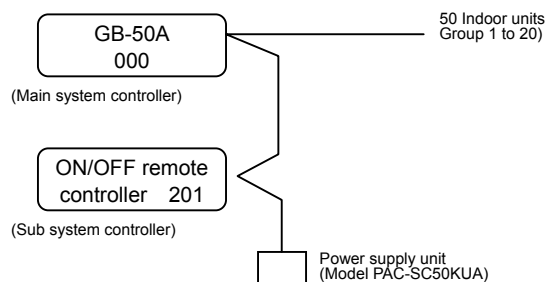 GB-50A
000
50 Indoor units
Group 1 to 20)
(Main system controller)
ON/OFF remote
controller 201
(Sub system controller)
Power supply unit
(Model PAC-SC50KUA)